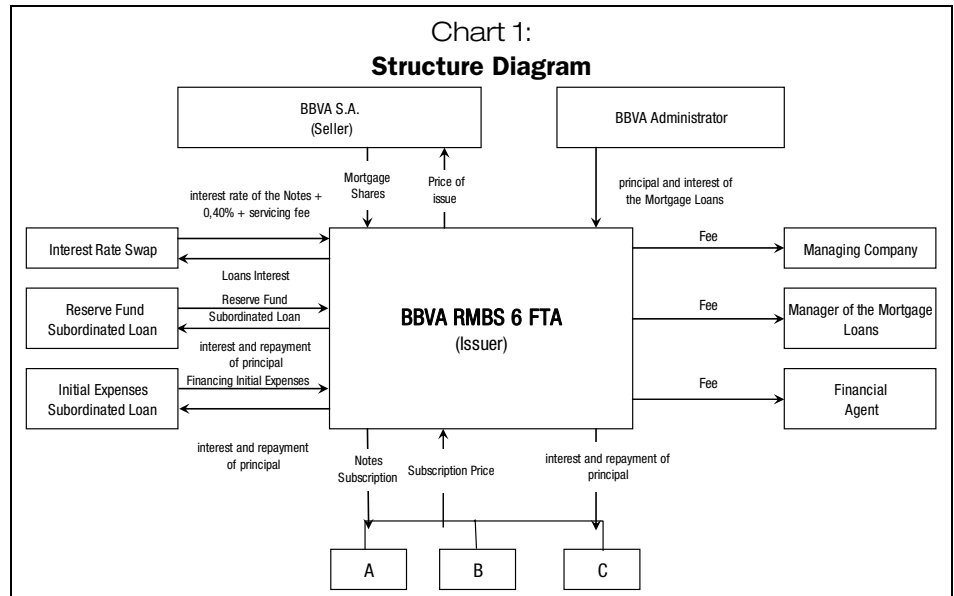 Chart 1:
Structure Diagram
BBVA S.A.
(Seller)
BBVA Administrator
Mortgage
Shares
Price of
issue
principal and interest of
the Mortgage Loans
interest rate of the Notes +
0,40% + servicing fee
Interest Rate Swap
Loans Interest
Reserve Fund
Subordinated Loan
Reserve Fund
Subordinated Loan
interest and repayment
of principal
Financing Initial Expenses
Initial Expenses
Subordinated Loan
interest and repayment
of principal
BBVA RMBS 6 FTA
(Issuer)
Fee
Managing Company
Fee
Manager of the Mortgage
Loans
Fee
Financial
Agent
Notes
Subscription
Subscription Price
interest and repayment of
principal
A
B
C